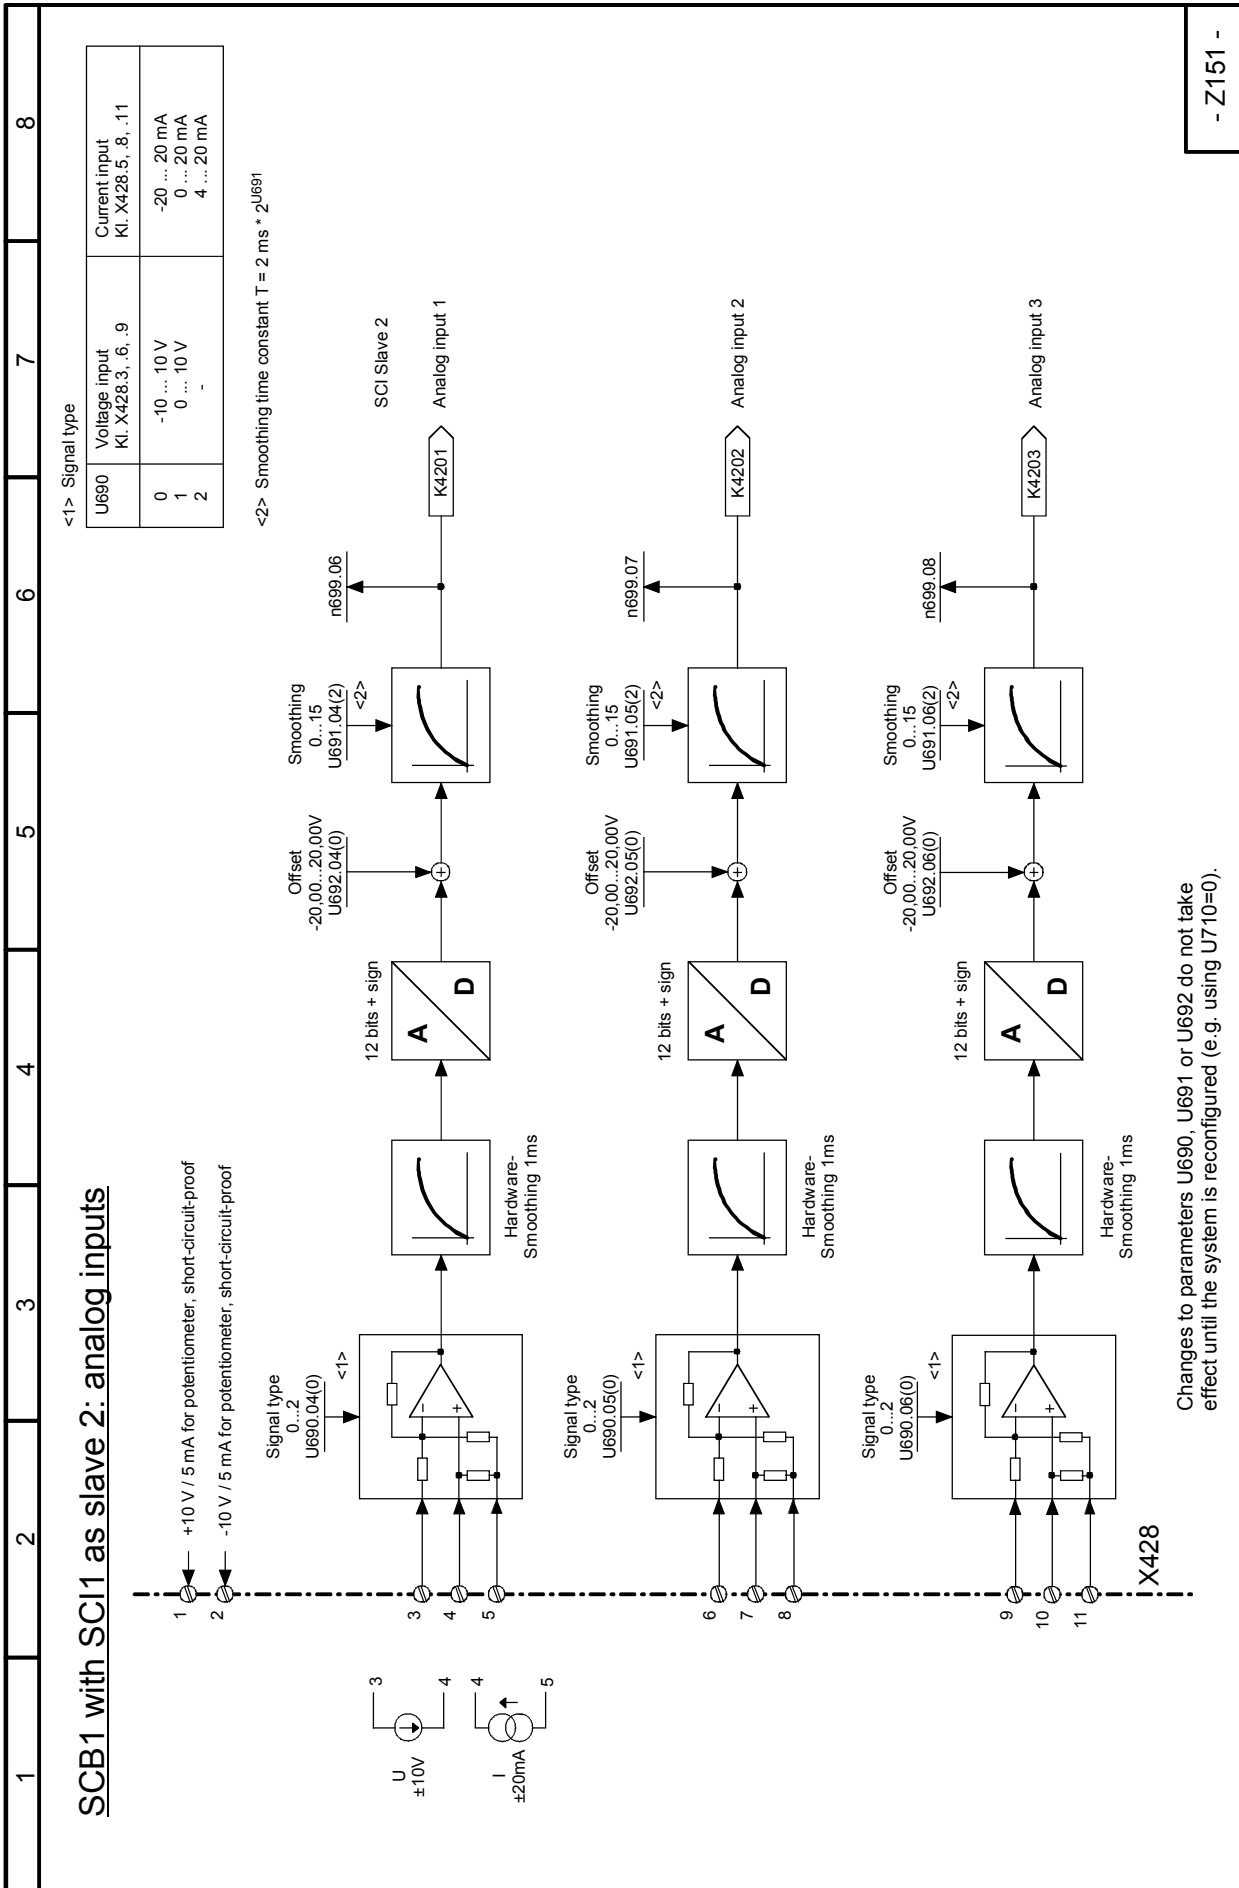 1 2 3 4 5 6 7 8
SCB1 with SCI1 as slave 2: analog inputs
<1> Signal type
U690 Voltage input Current input
Kl. X428.3, .6, .9 Kl. X428.5, .8, .11
0 -10 ... 10 V -20 ... 20 mA
1 0 ... 10 V 0 ... 20 mA
2 - 4 ... 20 mA
<2> Smoothing time constant T = 2 ms * 2^U691
1 +10 V / 5 mA for potentiometer, short-circuit-proof
2 -10 V / 5 mA for potentiometer, short-circuit-proof
SCI Slave 2
U
±10V
3
4
I
±20mA
4
5
3
4
5
Signal type
0...2
U690.04(0)
<1>
-
+
Hardware-
Smoothing 1ms
12 bits + sign
A
D
Offset
-20,00...20,00V
U692.04(0)
+
Smoothing
0...15
U691.04(2)
<2>
n699.06
K4201
Analog input 1
6
7
8
Signal type
0...2
U690.05(0)
<1>
-
+
Hardware-
Smoothing 1ms
12 bits + sign
A
D
Offset
-20,00...20,00V
U692.05(0)
+
Smoothing
0...15
U691.05(2)
<2>
n699.07
K4202
Analog input 2
9
10
11
Signal type
0...2
U690.06(0)
<1>
-
+
Hardware-
Smoothing 1ms
12 bits + sign
A
D
Offset
-20,00...20,00V
U692.06(0)
+
Smoothing
0...15
U691.06(2)
<2>
n699.08
K4203
Analog input 3
X428
Changes to parameters U690, U691 or U692 do not take
effect until the system is reconfigured (e.g. using U710=0).
- Z151 -